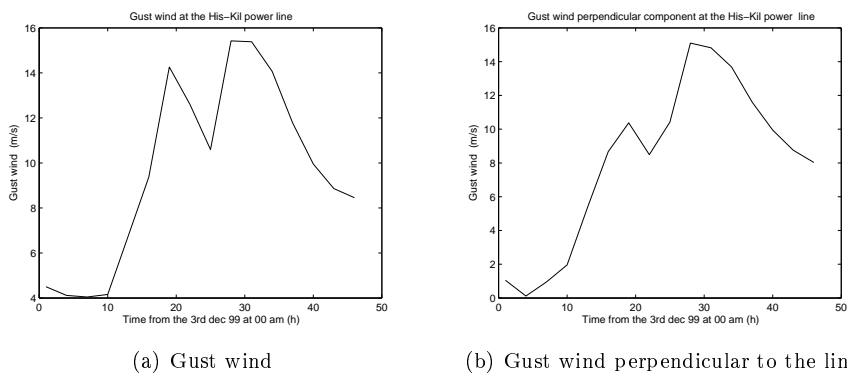 Gust wind at the His−Kil power line
16
14
12
10
8
6
4
Gust wind (m/s)
0 10 20 30 40 50
Time from the 3rd dec 99 at 00 am (h)
(a) Gust wind
Gust wind perpendicular component at the His−Kil power line
16
14
12
10
8
6
4
2
0
Gust wind (m/s)
0 10 20 30 40 50
Time from the 3rd dec 99 at 00 am (h)
(b) Gust wind perpendicular to the lin